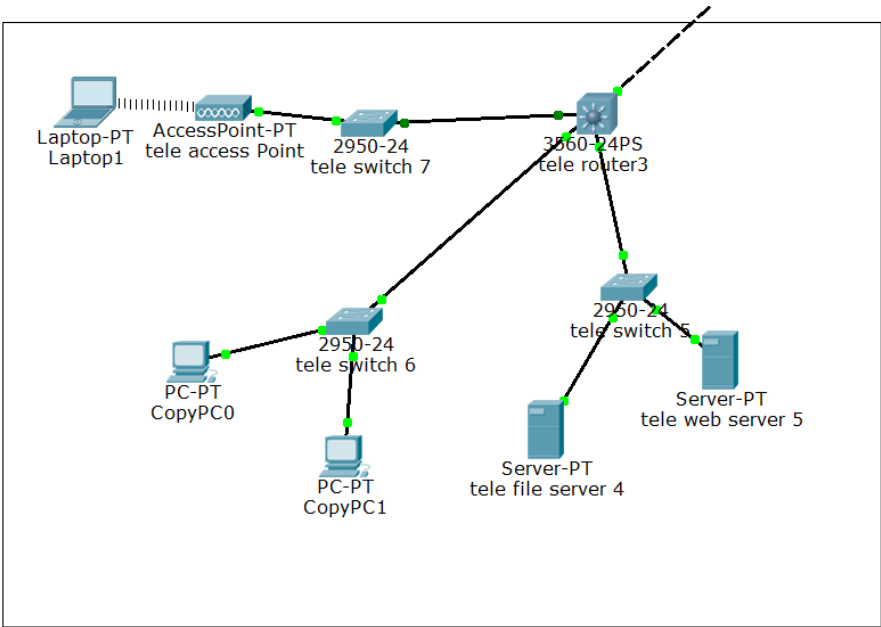 Laptop-PT
Laptop1
AccessPoint-PT
tele access Point
2950-24
tele switch 7
3560-24PS
tele router3
2950-24
tele switch 5
2950-24
tele switch 6
PC-PT
CopyPC0
PC-PT
CopyPC1
Server-PT
tele web server 5
Server-PT
tele file server 4